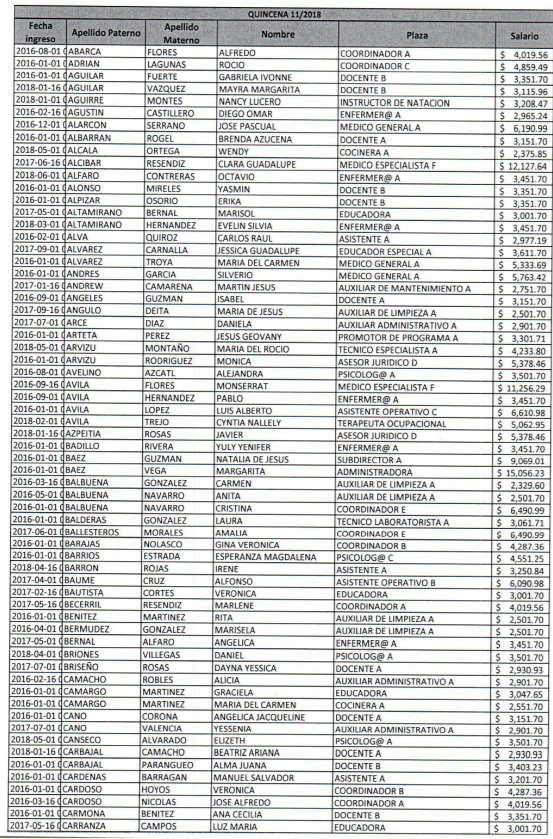 QUINCENA 11/2018
Fecha ingreso Apellido Paterno Apellido Materno Nombre Plaza Salario
2016-08-01 0 ABARCA FLORES ALFREDO COORDINADOR A $ 4,019.56
2016-01-01 0 ADRIAN LAGUNAS ROCIO COORDINADOR C $ 4,859.49
2016-01-01 0 AGUILAR FUERTE GABRIELA IVONNE DOCENTE B $ 3,351.70
2018-01-16 0 AGUILAR VAZQUEZ MAYRA MARGARITA DOCENTE B $ 3,115.96
2018-01-01 0 AGUIRRE MONTES NANCY LUCERO INSTRUCTOR DE NATACION $ 3,208.47
2016-02-16 0 AGUSTIN CASTILLERO DIEGO OMAR ENFERMER@ A $ 2,965.24
2016-12-01 0 ALARCON SERRANO JOSE PASCUAL MEDICO GENERAL A $ 6,190.99
2016-01-01 0 ALBARRAN ROGEL BRENDA AZUCENA DOCENTE A $ 3,151.70
2018-05-01 0 ALCALA ORTEGA WENDY COCINERA A $ 2,375.85
2017-06-16 0 ALCIBAR RESENDIZ CLARA GUADALUPE MEDICO ESPECIALISTA F $ 12,127.64
2018-06-01 0 ALFARO CONTRERAS OCTAVIO ENFERMER@ A $ 3,451.70
2016-01-01 0 ALONSO MIRELES YASMIN DOCENTE B $ 3,351.70
2016-01-01 0 ALPIZAR OSORIO ERIKA DOCENTE B $ 3,351.70
2017-05-01 0 ALTAMIRANO BERNAL MARISOL EDUCADORA $ 3,001.70
2018-03-01 0 ALTAMIRANO HERNANDEZ EVELIN SILVIA ENFERMER@ A $ 3,451.70
2016-02-01 0 ALVA QUIROZ CARLOS RAUL ASISTENTE A $ 2,977.19
2017-09-01 0 ALVAREZ CARNALLA JESSICA GUADALUPE EDUCADOR ESPECIAL A $ 3,611.70
2016-01-01 0 ALVAREZ TROYA MARIA DEL CARMEN MEDICO GENERAL A $ 5,333.69
2016-01-01 0 ANDRES GARCIA SILVERIO MEDICO GENERAL A $ 5,763.42
2017-01-16 0 ANDREW CAMARENA MARTIN JESUS AUXILIAR DE MANTENIMIENTO A $ 2,751.70
2016-09-01 0 ANGELES GUZMAN ISABEL DOCENTE A $ 3,151.70
2017-09-16 0 ANGULO DEITA MARIA DE JESUS AUXILIAR DE LIMPIEZA A $ 2,501.70
2017-07-01 0 ARCE DIAZ DANIELA AUXILIAR ADMINISTRATIVO A $ 2,901.70
2016-01-01 0 ARTETA PEREZ JESUS GEOVANY PROMOTOR DE PROGRAMA A $ 3,301.71
2018-05-01 0 ARVIZU MONTAÑO MARIA DEL ROCIO TECNICO ESPECIALISTA A $ 4,233.80
2016-01-01 0 ARVIZU RODRIGUEZ MONICA ASESOR JURIDICO D $ 5,378.46
2016-08-01 0 AVELINO AZCATL ALEJANDRA PSICOLOG@ A $ 3,501.70
2016-09-16 0 AVILA FLORES MONSERRAT MEDICO ESPECIALISTA F $ 11,256.29
2016-09-01 0 AVILA HERNANDEZ PABLO ENFERMER@ A $ 3,451.70
2016-01-01 0 AVILA LOPEZ LUIS ALBERTO ASISTENTE OPERATIVO C $ 6,610.98
2018-02-01 0 AVILA TREJO CYNTIA NALLELY TERAPEUTA OCUPACIONAL $ 5,062.95
2018-01-16 0 AZPEITIA ROSAS JAVIER ASESOR JURIDICO D $ 5,378.46
2016-01-01 0 BADILLO RIVERA YULY YENIFER ENFERMER@ A $ 3,451.70
2016-01-01 0 BAEZ GUZMAN NATALIA DE JESUS SUBDIRECTOR A $ 9,069.01
2016-01-01 0 BAEZ VEGA MARGARITA ADMINISTRADORA $ 15,056.23
2016-03-16 0 BALBUENA GONZALEZ CARMEN AUXILIAR DE LIMPIEZA A $ 2,329.60
2016-05-01 0 BALBUENA NAVARRO ANITA AUXILIAR DE LIMPIEZA A $ 2,501.70
2016-01-01 0 BALBUENA NAVARRO CRISTINA COORDINADOR E $ 6,490.99
2016-01-01 0 BALDERAS GONZALEZ LAURA TECNICO LABORATORISTA A $ 3,061.71
2017-06-01 0 BALLESTEROS MORALES AMALIA COORDINADOR E $ 6,490.99
2016-01-01 0 BARAJAS NOLASCO GINA VERONICA COORDINADOR B $ 4,287.36
2016-01-01 0 BARRIOS ESTRADA ESPERANZA MAGDALENA PSICOLOG@ C $ 4,551.25
2018-04-16 0 BARRON ROJAS IRENE ASISTENTE A $ 3,250.84
2017-04-01 0 BAUME CRUZ ALFONSO ASISTENTE OPERATIVO B $ 6,090.98
2017-02-16 0 BAUTISTA CORTES VERONICA EDUCADORA $ 3,001.70
2017-05-16 0 BECERRIL RESENDIZ MARLENE COORDINADOR A $ 4,019.56
2016-01-01 0 BENITEZ MARTINEZ RITA AUXILIAR DE LIMPIEZA A $ 2,501.70
2016-04-01 0 BERMUDEZ GONZALEZ MARISELA AUXILIAR DE LIMPIEZA A $ 2,501.70
2017-05-01 0 BERNAL ALFARO ANGELICA ENFERMER@ A $ 3,451.70
2018-04-01 0 BRIONES VILLEGAS DANIEL PSICOLOG@ A $ 3,501.70
2017-07-01 0 BRISEÑO ROSAS DAYNA YESSICA DOCENTE A $ 2,930.93
2016-02-16 0 CAMACHO ROBLES ALICIA AUXILIAR ADMINISTRATIVO A $ 2,901.70
2016-01-01 0 CAMARGO MARTINEZ GRACIELA EDUCADORA $ 3,047.65
2016-01-01 0 CAMARGO MARTINEZ MARIA DEL CARMEN COCINERA A $ 2,551.70
2016-01-01 0 CANO CORONA ANGELICA JACQUELINE DOCENTE A $ 3,151.70
2017-07-01 0 CANO VALENCIA YESSENIA AUXILIAR ADMINISTRATIVO A $ 2,901.70
2018-05-01 0 CANSECO ALVARADO ELIZETH PSICOLOG@ A $ 3,501.70
2018-01-16 0 CARBAJAL CAMACHO BEATRIZ ARIANA DOCENTE A $ 2,930.93
2016-01-01 0 CARBAJAL PARANGUEO ALMA JUANA DOCENTE B $ 3,403.23
2016-01-01 0 CARDENAS BARRAGAN MANUEL SALVADOR ASISTENTE A $ 3,201.70
2016-01-01 0 CARDOSO HOYOS VERONICA COORDINADOR B $ 4,287.36
2016-03-16 0 CARDOSO NICOLAS JOSE ALFREDO COORDINADOR A $ 4,019.56
2016-01-01 0 CARMONA BENITEZ ANA CECILIA DOCENTE B $ 3,351.70
2017-05-16 0 CARRANZA CAMPOS LUZ MARIA EDUCADORA $ 3,001.70